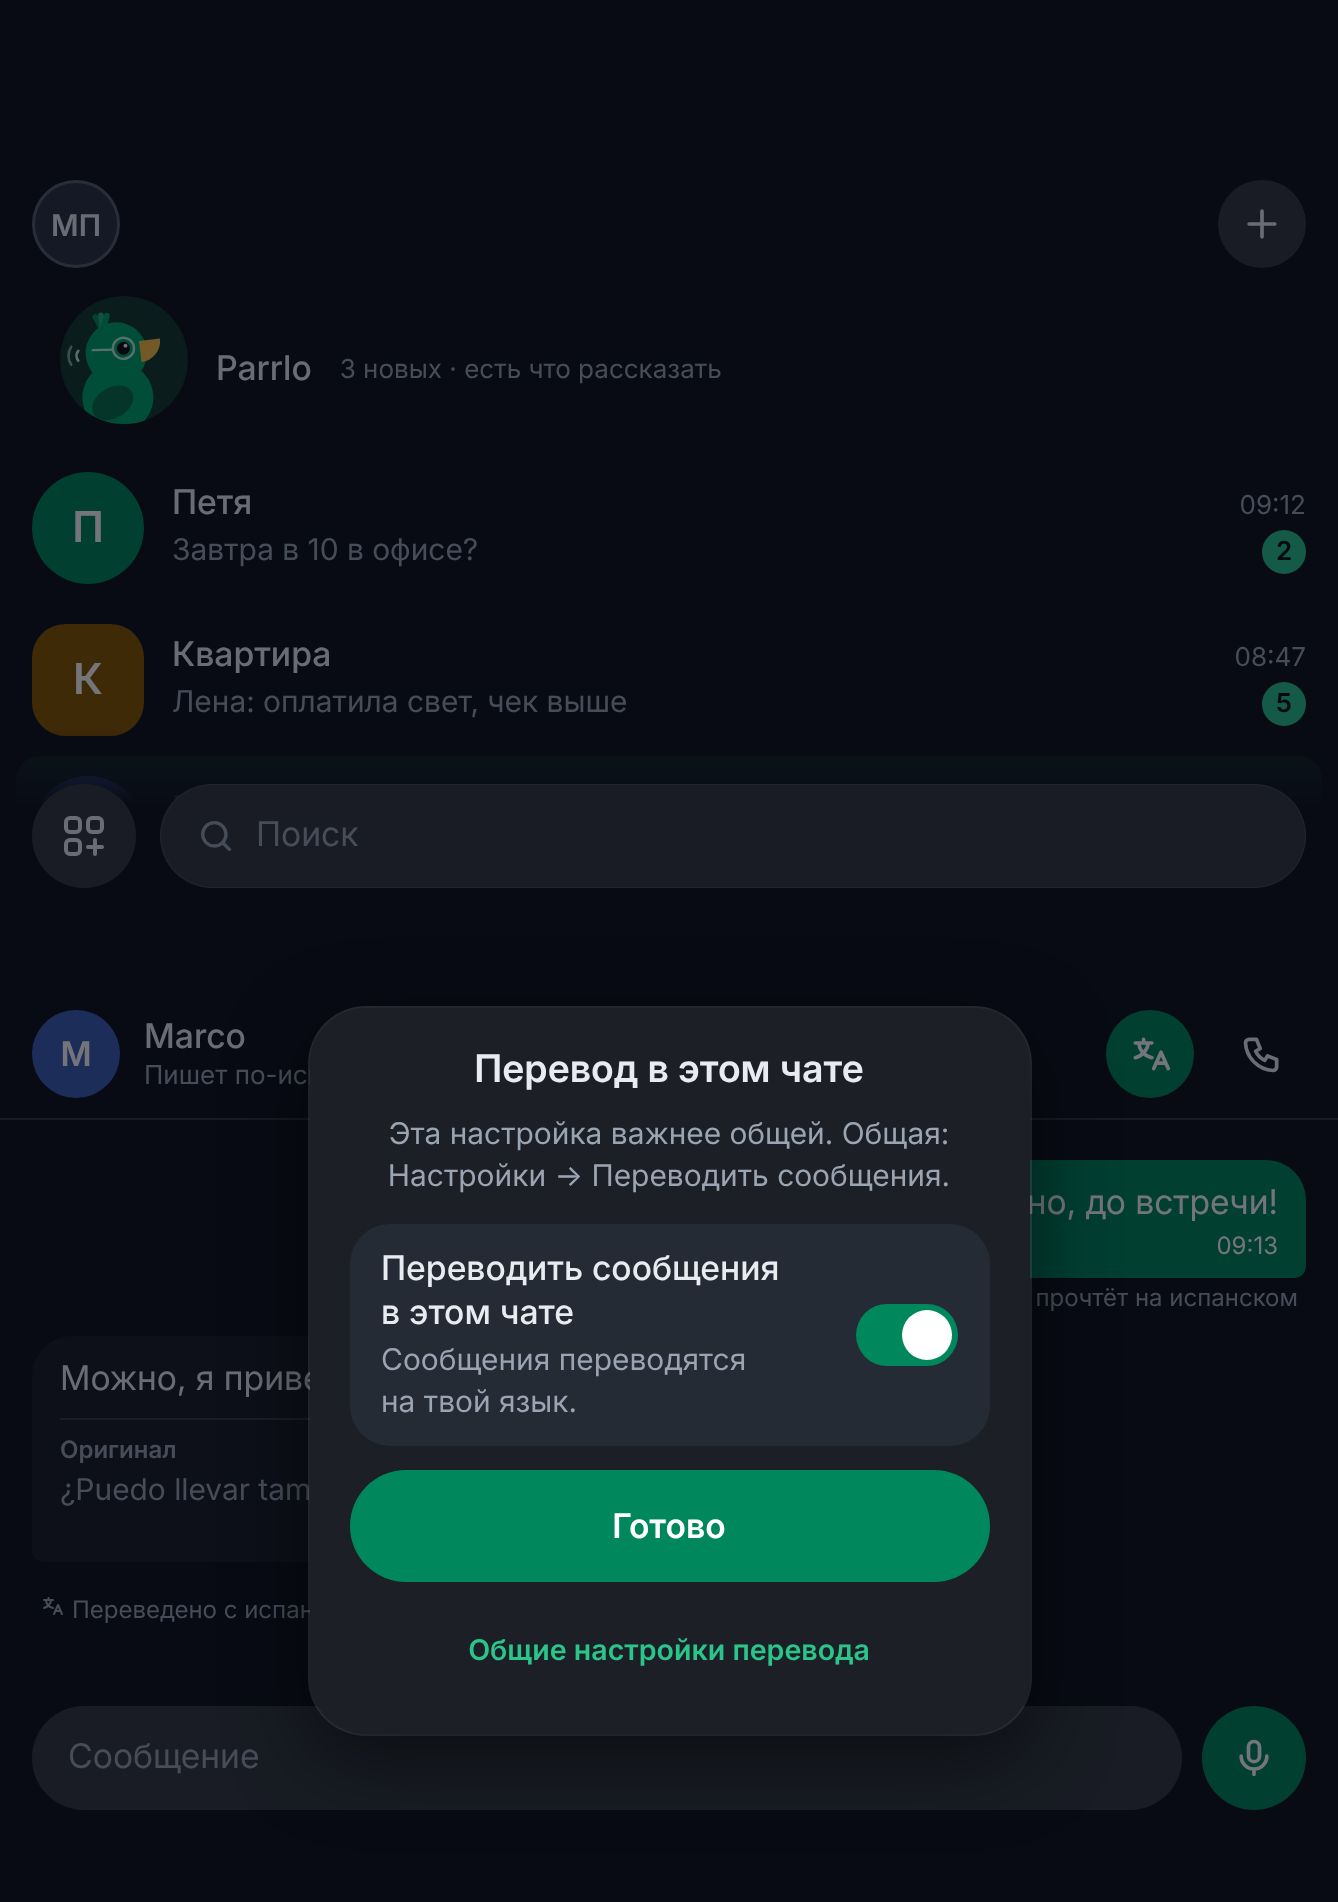 МП
Parrlo 3 новых · есть что рассказать
П
Петя
09:12
Завтра в 10 в офисе?
2
К
Квартира
08:47
Лена: оплатила свет, чек выше
5
Поиск
М
Marco
Пишет по-ис
Перевод в этом чате
Эта настройка важнее общей. Общая:
Настройки → Переводить сообщения.
но, до встречи!
09:13
прочтёт на испанском
Переводить сообщения
в этом чате
Сообщения переводятся
на твой язык.
Можно, я приве
Оригинал
¿Puedo llevar tam
Готово
Переведено с испан
Общие настройки перевода
Сообщение